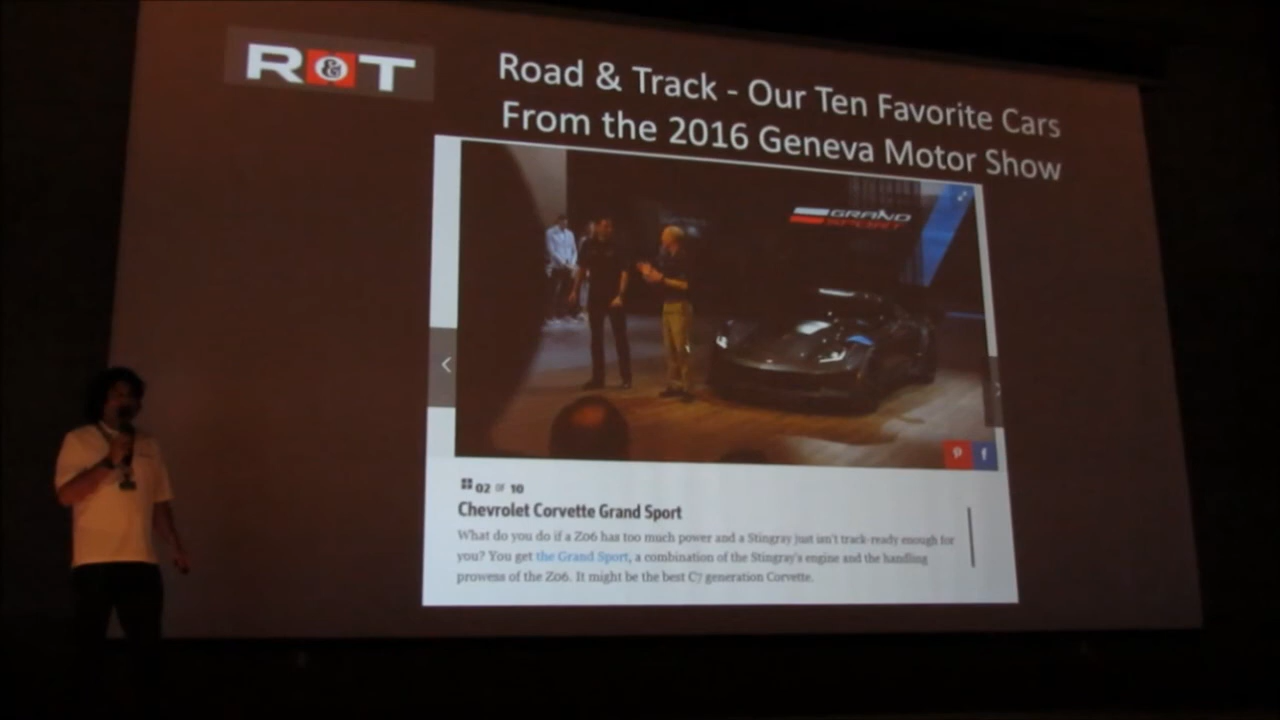 R&T
Road & Track - Our Ten Favorite Cars
From the 2016 Geneva Motor Show
GRAND
SPORT
02 OF 10
Chevrolet Corvette Grand Sport
What do you do if a Z06 has too much power and a Stingray just isn't track-ready enough for
you? You get the Grand Sport, a combination of the Stingray's engine and the handling
prowess of the Z06. It might be the best C7 generation Corvette.